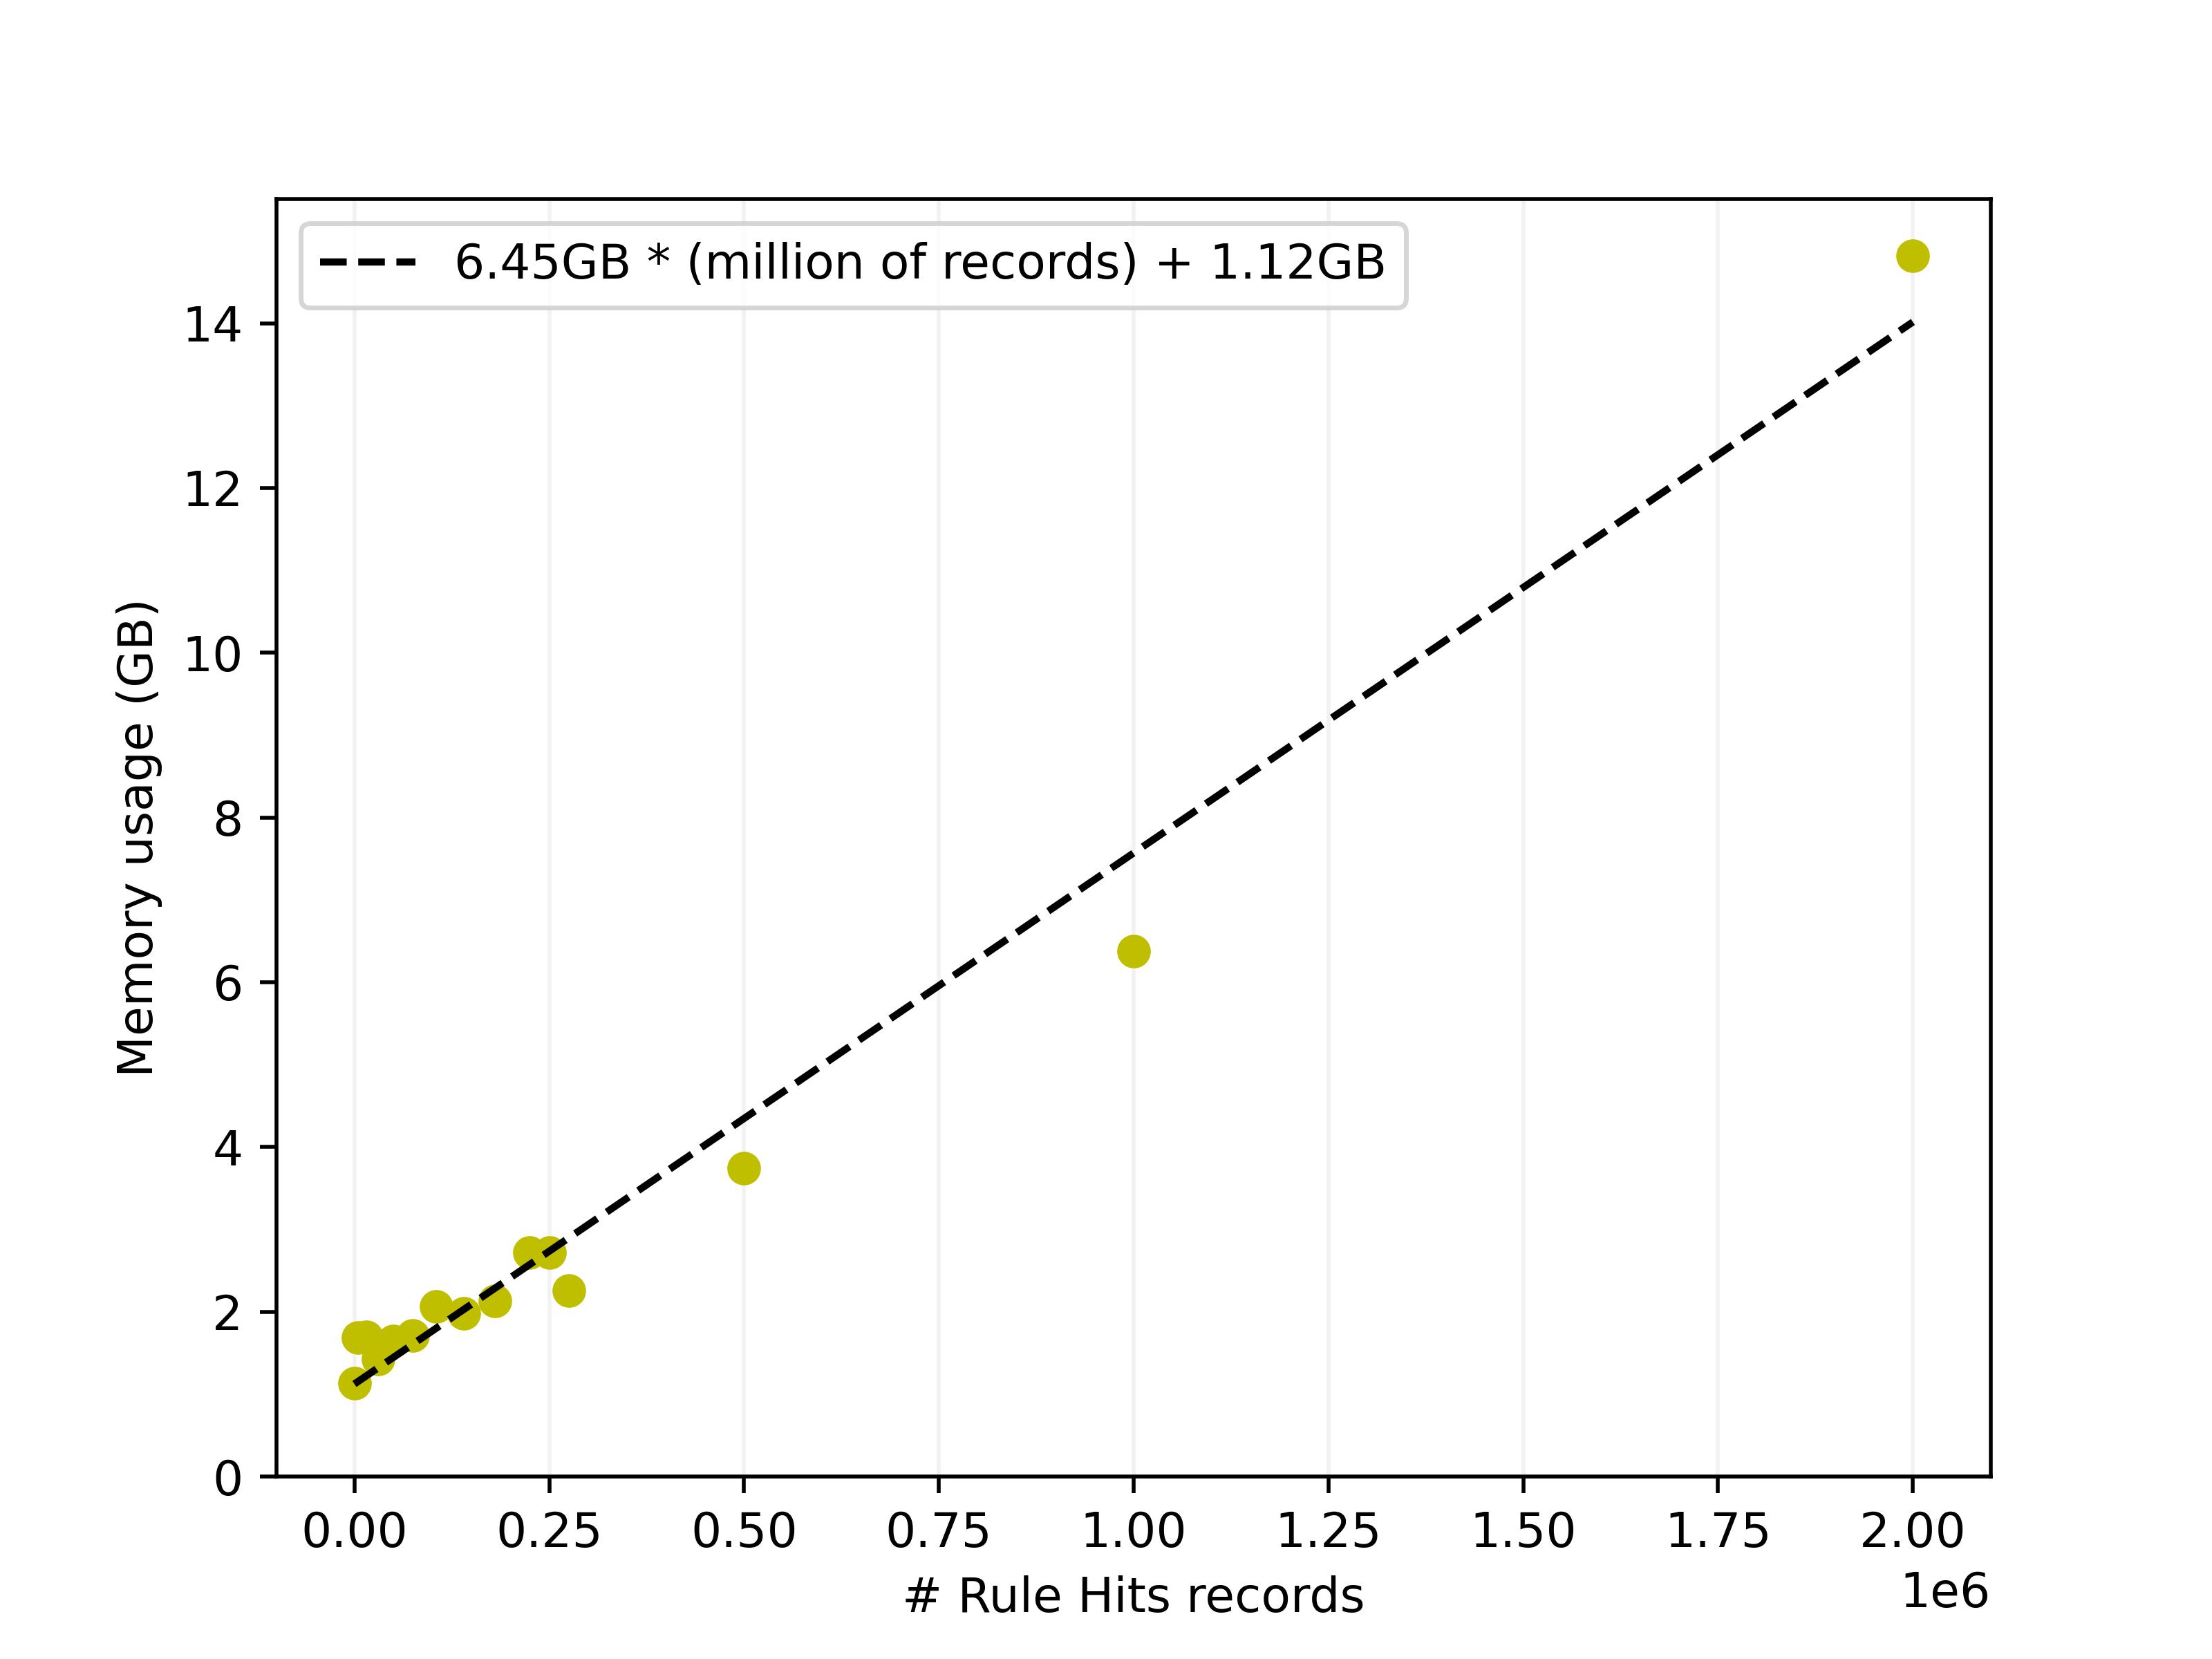 6.45GB * (million of records) + 1.12GB
Memory usage (GB)
14
12
10
8
6
4
2
0
0.00 0.25 0.50 0.75 1.00 1.25 1.50 1.75 2.00
1e6
# Rule Hits records